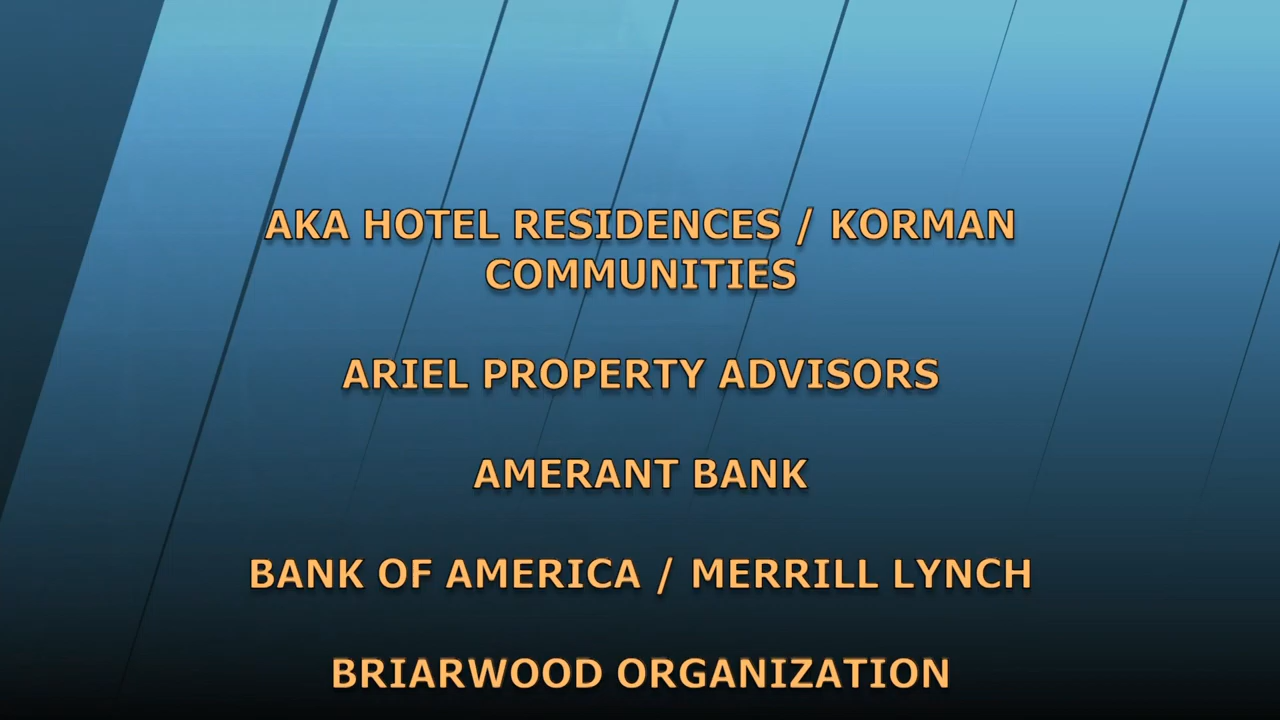 AKA HOTEL RESIDENCES / KORMAN
COMMUNITIES
ARIEL PROPERTY ADVISORS
AMERANT BANK
BANK OF AMERICA / MERRILL LYNCH
BRIARWOOD ORGANIZATION